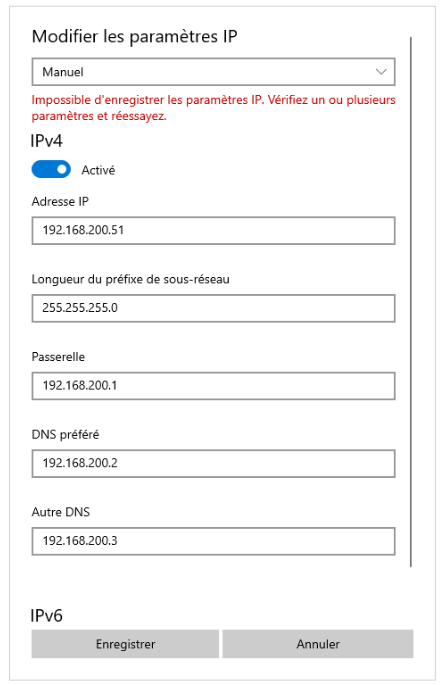 Modifier les paramètres IP
Manuel
Impossible d'enregistrer les paramètres IP. Vérifiez un ou plusieurs
paramètres et réessayez.
IPv4
Activé
Adresse IP
192.168.200.51
Longueur du préfixe de sous-réseau
255.255.255.0
Passerelle
192.168.200.1
DNS préféré
192.168.200.2
Autre DNS
192.168.200.3
IPv6
Enregistrer
Annuler